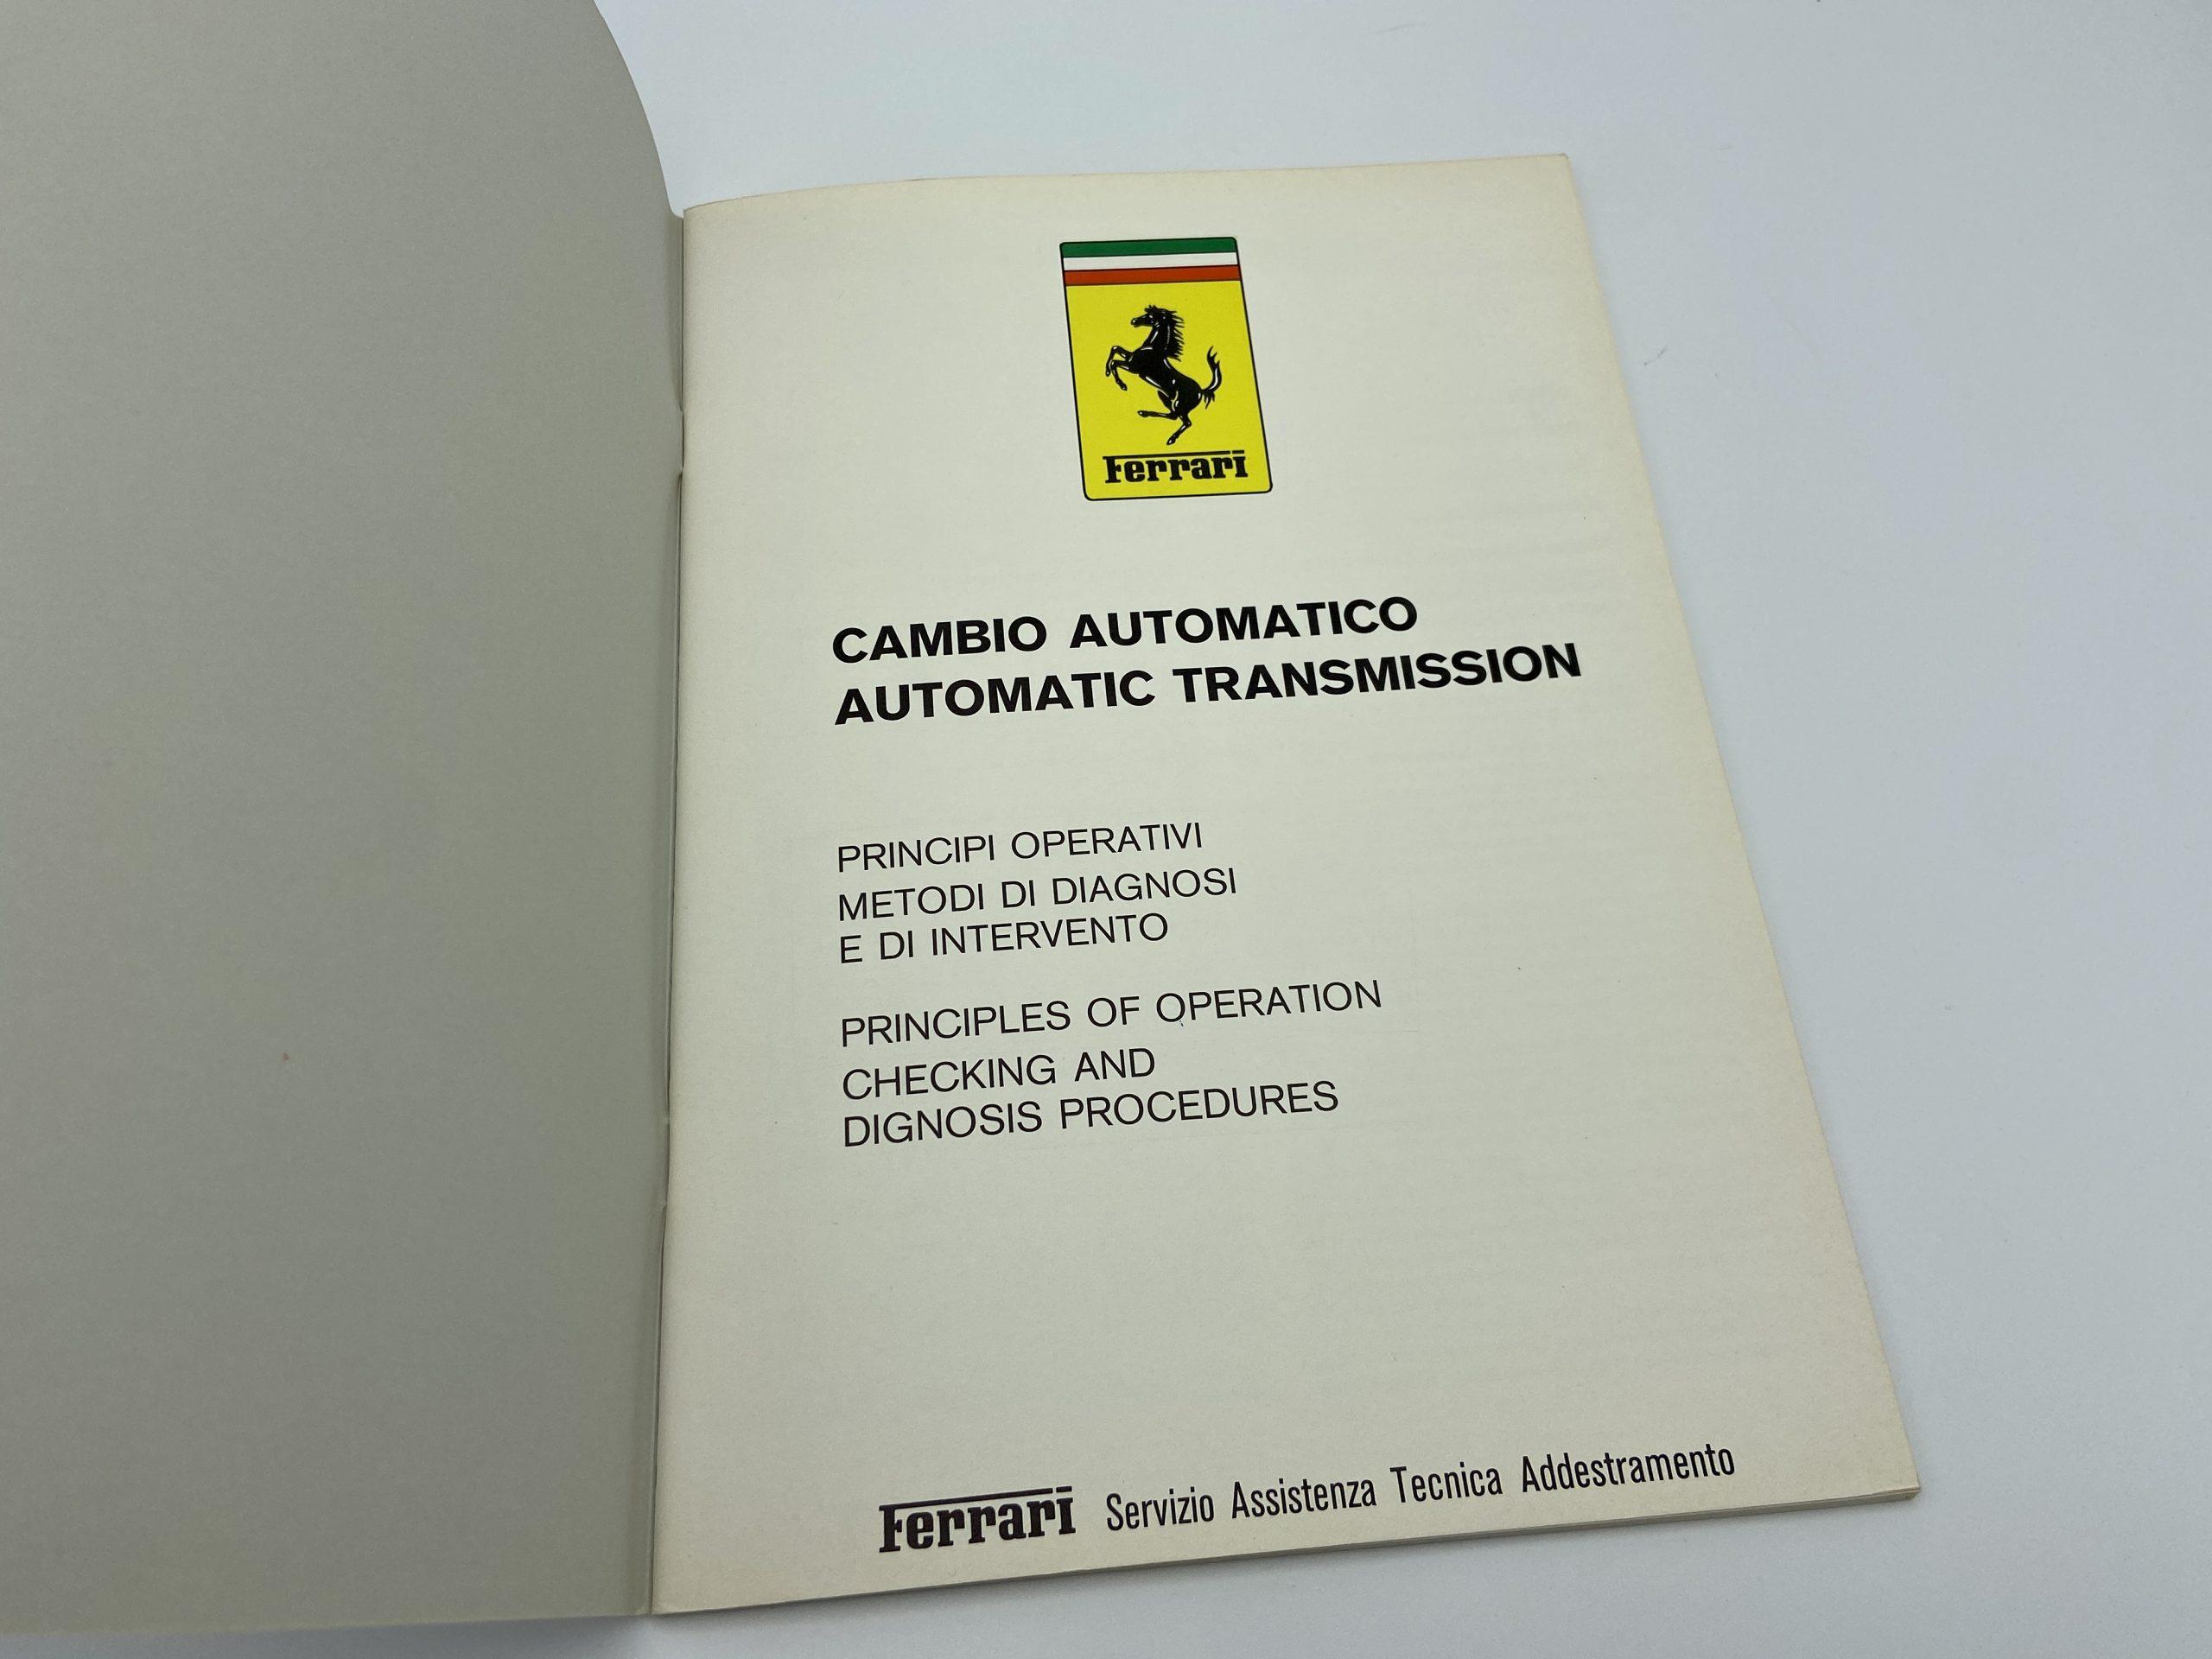 Ferrari
CAMBIO AUTOMATICO
AUTOMATIC TRANSMISSION
PRINCIPI OPERATIVI
METODI DI DIAGNOSI
E DI INTERVENTO
PRINCIPLES OF OPERATION
CHECKING AND
DIGNOSIS PROCEDURES
Ferrari Servizio Assistenza Tecnica Addestramento